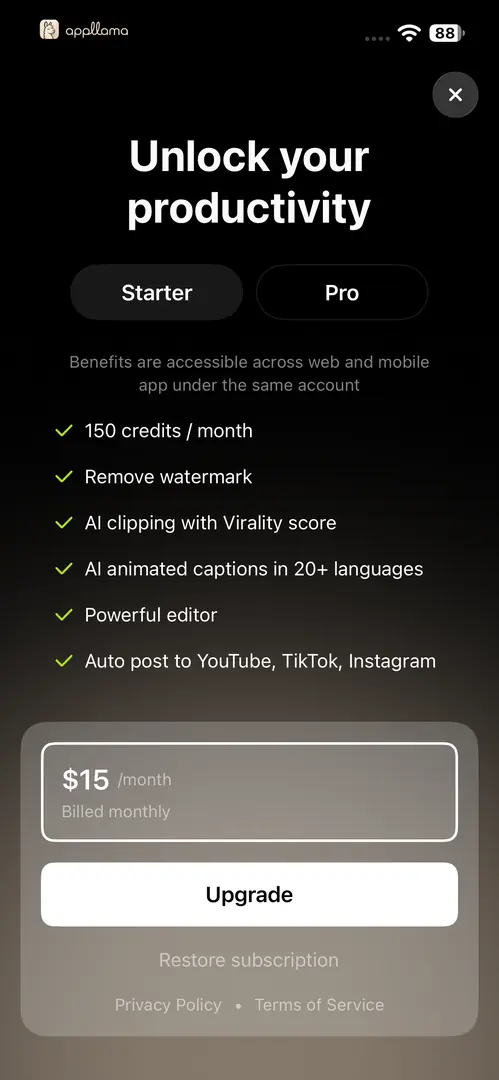 appllama
88
Unlock your
productivity
Starter
Pro
Benefits are accessible across web and mobile
app under the same account
150 credits / month
Remove watermark
AI clipping with Virality score
AI animated captions in 20+ languages
Powerful editor
Auto post to YouTube, TikTok, Instagram
$15 /month
Billed monthly
Upgrade
Restore subscription
Privacy Policy • Terms of Service